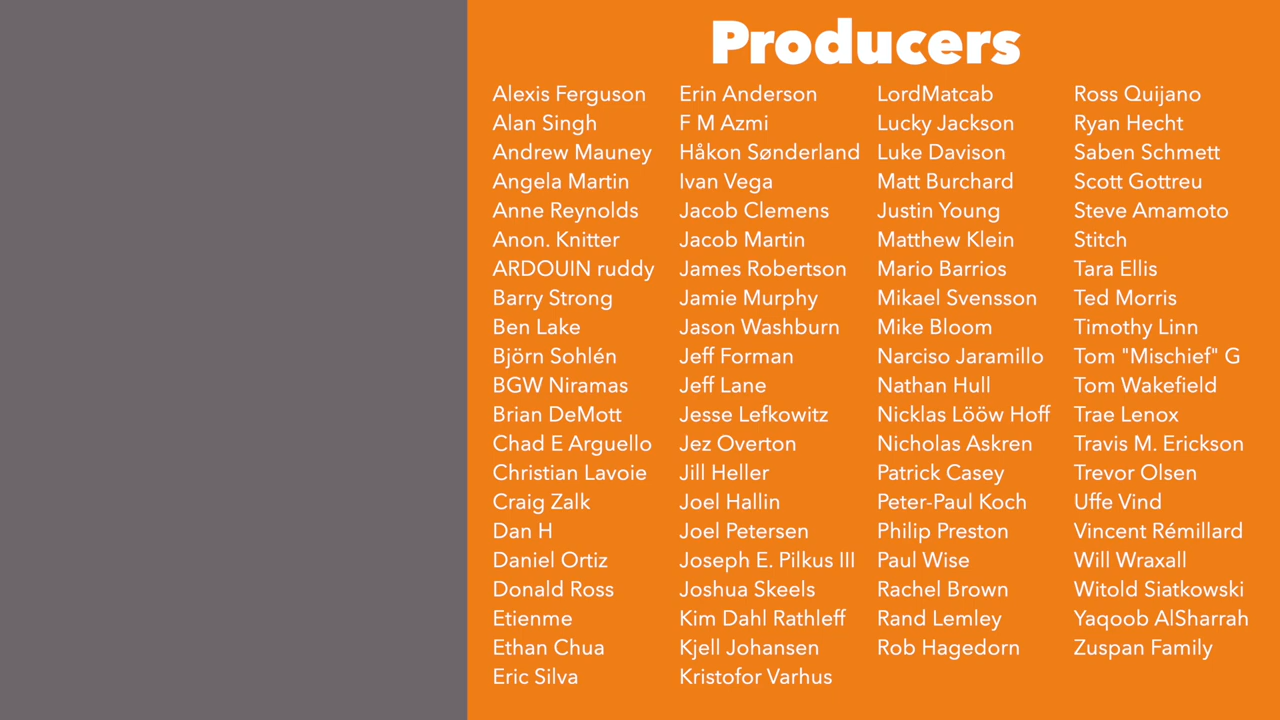 Producers
Alexis Ferguson
Alan Singh
Andrew Mauney
Angela Martin
Anne Reynolds
Anon. Knitter
ARDOUIN ruddy
Barry Strong
Ben Lake
Björn Sohlén
BGW Niramas
Brian DeMott
Chad E Arguello
Christian Lavoie
Craig Zalk
Dan H
Daniel Ortiz
Donald Ross
Etienme
Ethan Chua
Eric Silva
Erin Anderson
F M Azmi
Håkon Sønderland
Ivan Vega
Jacob Clemens
Jacob Martin
James Robertson
Jamie Murphy
Jason Washburn
Jeff Forman
Jeff Lane
Jesse Lefkowitz
Jez Overton
Jill Heller
Joel Hallin
Joel Petersen
Joseph E. Pilkus III
Joshua Skeels
Kim Dahl Rathleff
Kjell Johansen
Kristofor Varhus
LordMatcab
Lucky Jackson
Luke Davison
Matt Burchard
Justin Young
Matthew Klein
Mario Barrios
Mikael Svensson
Mike Bloom
Narciso Jaramillo
Nathan Hull
Nicklas Lööw Hoff
Nicholas Askren
Patrick Casey
Peter-Paul Koch
Philip Preston
Paul Wise
Rachel Brown
Rand Lemley
Rob Hagedorn
Ross Quijano
Ryan Hecht
Saben Schmett
Scott Gottreu
Steve Amamoto
Stitch
Tara Ellis
Ted Morris
Timothy Linn
Tom "Mischief" G
Tom Wakefield
Trae Lenox
Travis M. Erickson
Trevor Olsen
Uffe Vind
Vincent Rémillard
Will Wraxall
Witold Siatkowski
Yaqoob AlSharrah
Zuspan Family